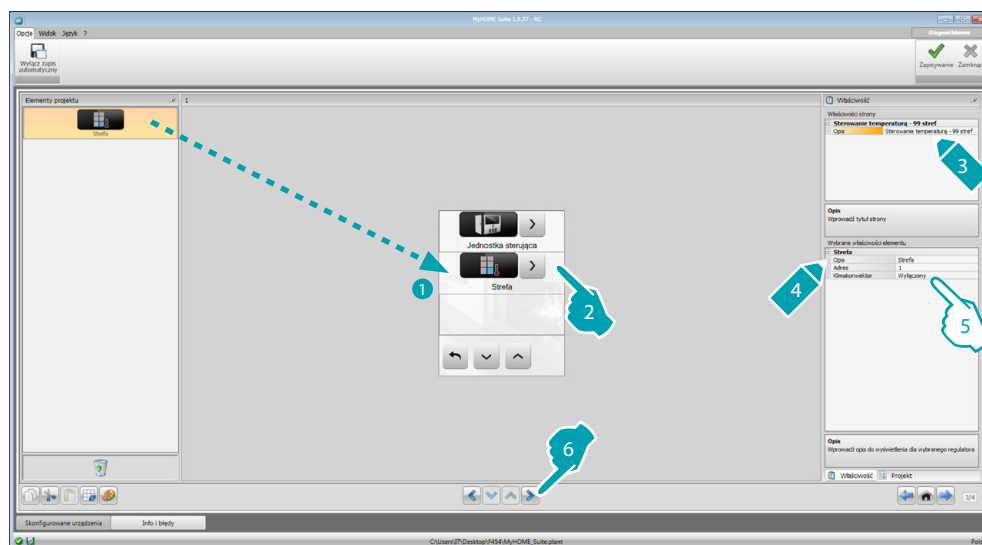 MyHOME Suite 1.0.27 - RC
Opcje Widok Język ?
Wyłącz zapis
automatyczny
Zapisywanie Zamknąć
Elementy projektu
1
Właściwość
Strefa
Właściwości strony
Sterowanie temperaturą - 99 stref
Opis Sterowanie temperaturą - 99 stref
3
Opis
Wprowadź tytuł strony
Jednostka sterująca
Strefa
1
2
Wybrane właściwości elementu
Strefa
Opis Strefa
Adres 1
Klimakonwektor Wyłączony
4
5
6
Opis
Wprowadź opis do wyświetlenia dla wybranego regulatora
Właściwość Projekt
3/4
Skonfigurowane urządzenia Info i błędy
C:\Users\IT\Desktop\F454\MyHOME_Suite.plant